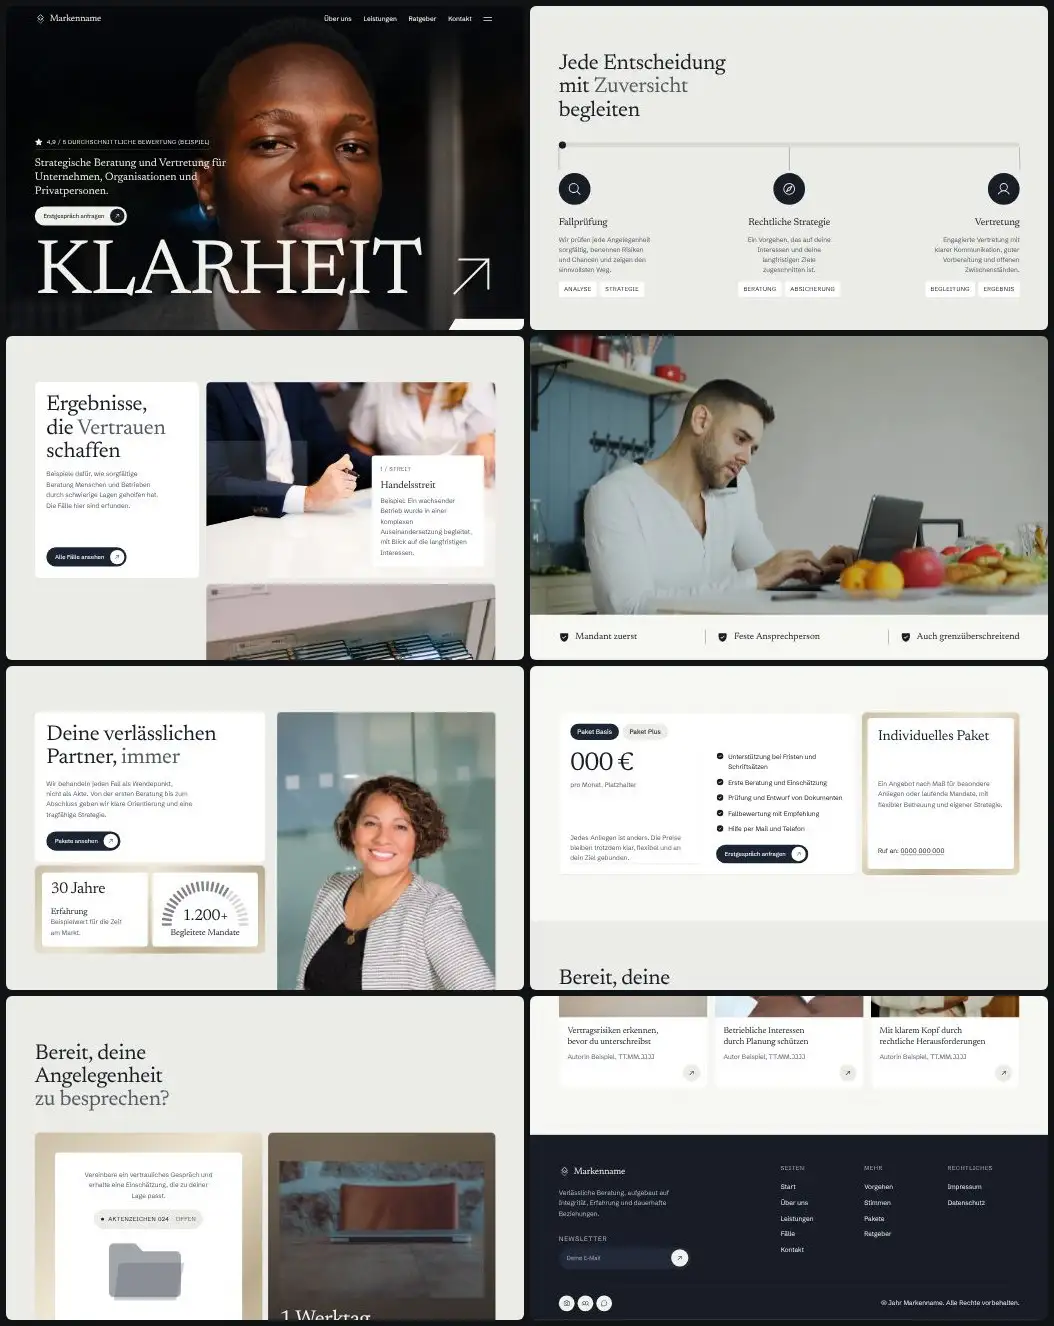 Markenname
Über uns
Leistungen
Ratgeber
Kontakt
4,9 / 5 DURCHSCHNITTLICHE BEWERTUNG (BEISPIEL)
Strategische Beratung und Vertretung für
Unternehmen, Organisationen und
Privatpersonen.
Erstgespräch anfragen
KLARHEIT
Jede Entscheidung
mit Zuversicht
begleiten
Fallprüfung
Wir prüfen jede Angelegenheit
sorgfältig, benennen Risiken
und Chancen und zeigen den
sinnvollsten Weg.
ANALYSE
STRATEGIE
Rechtliche Strategie
Ein Vorgehen, das auf deine
Interessen und deine
langfristigen Ziele
zugeschnitten ist.
BERATUNG
ABSICHERUNG
Vertretung
Engagierte Vertretung mit
klarer Kommunikation, guter
Vorbereitung und offenen
Zwischenständen.
BEGLEITUNG
ERGEBNIS
Ergebnisse,
die Vertrauen
schaffen
Beispiele dafür, wie sorgfältige
Beratung Menschen und Betrieben
durch schwierige Lagen geholfen hat.
Die Fälle hier sind erfunden.
Alle Fälle ansehen
1 / STREIT
Handelsstreit
Beispiel: Ein wachsender
Betrieb wurde in einer
komplexen
Auseinandersetzung begleitet,
mit Blick auf die langfristigen
Interessen.
Mandant zuerst
Feste Ansprechperson
Auch grenzüberschreitend
Deine verlässlichen
Partner, immer
Wir behandeln jeden Fall als Wendepunkt,
nicht als Akte. Von der ersten Beratung bis zum
Abschluss geben wir klare Orientierung und eine
tragfähige Strategie.
Pakete ansehen
30 Jahre
Erfahrung
Beispielwert für die Zeit
am Markt.
1.200+
Begleitete Mandate
Paket Basis
Paket Plus
000 €
pro Monat, Platzhalter
Jedes Anliegen ist anders. Die Preise
bleiben trotzdem klar, flexibel und an
dein Ziel gebunden.
Unterstützung bei Fristen und
Schriftsätzen
Erste Beratung und Einschätzung
Prüfung und Entwurf von Dokumenten
Fallbewertung mit Empfehlung
Hilfe per Mail und Telefon
Erstgespräch anfragen
Individuelles Paket
Ein Angebot nach Maß für besondere
Anliegen oder laufende Mandate, mit
flexibler Betreuung und eigener Strategie.
Ruf an: 0000 000 000
Bereit, deine
Bereit, deine
Angelegenheit
zu besprechen?
Vereinbare ein vertrauliches Gespräch und
erhalte eine Einschätzung, die zu deiner
Lage passt.
AKTENZEICHEN 024 OFFEN
1 Werktag
Vertragsrisiken erkennen,
bevor du unterschreibst
Autorin Beispiel, TT.MM.JJJJ
Betriebliche Interessen
durch Planung schützen
Autor Beispiel, TT.MM.JJJJ
Mit klarem Kopf durch
rechtliche Herausforderungen
Autorin Beispiel, TT.MM.JJJJ
Markenname
Verlässliche Beratung, aufgebaut auf
Integrität, Erfahrung und dauerhafte
Beziehungen.
NEWSLETTER
Deine E-Mail
SEITEN
Start
Über uns
Leistungen
Fälle
Kontakt
MEHR
Vorgehen
Stimmen
Pakete
Ratgeber
RECHTLICHES
Impressum
Datenschutz
© Jahr Markenname. Alle Rechte vorbehalten.